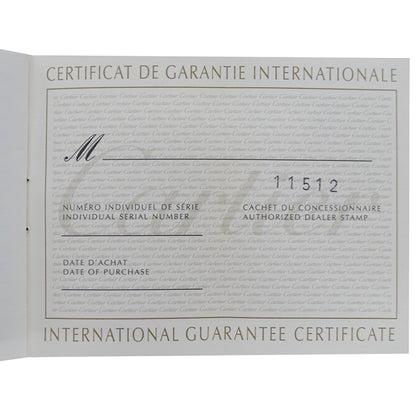 CERTIFICAT DE GARANTIE INTERNATIONALE
M
Cartier
11512
NUMÉRO INDIVIDUEL DE SÉRIE
INDIVIDUAL SERIAL NUMBER
CACHET DU CONCESSIONNAIRE
AUTHORIZED DEALER STAMP
DATE D'ACHAT
DATE OF PURCHASE
INTERNATIONAL GUARANTEE CERTIFICATE